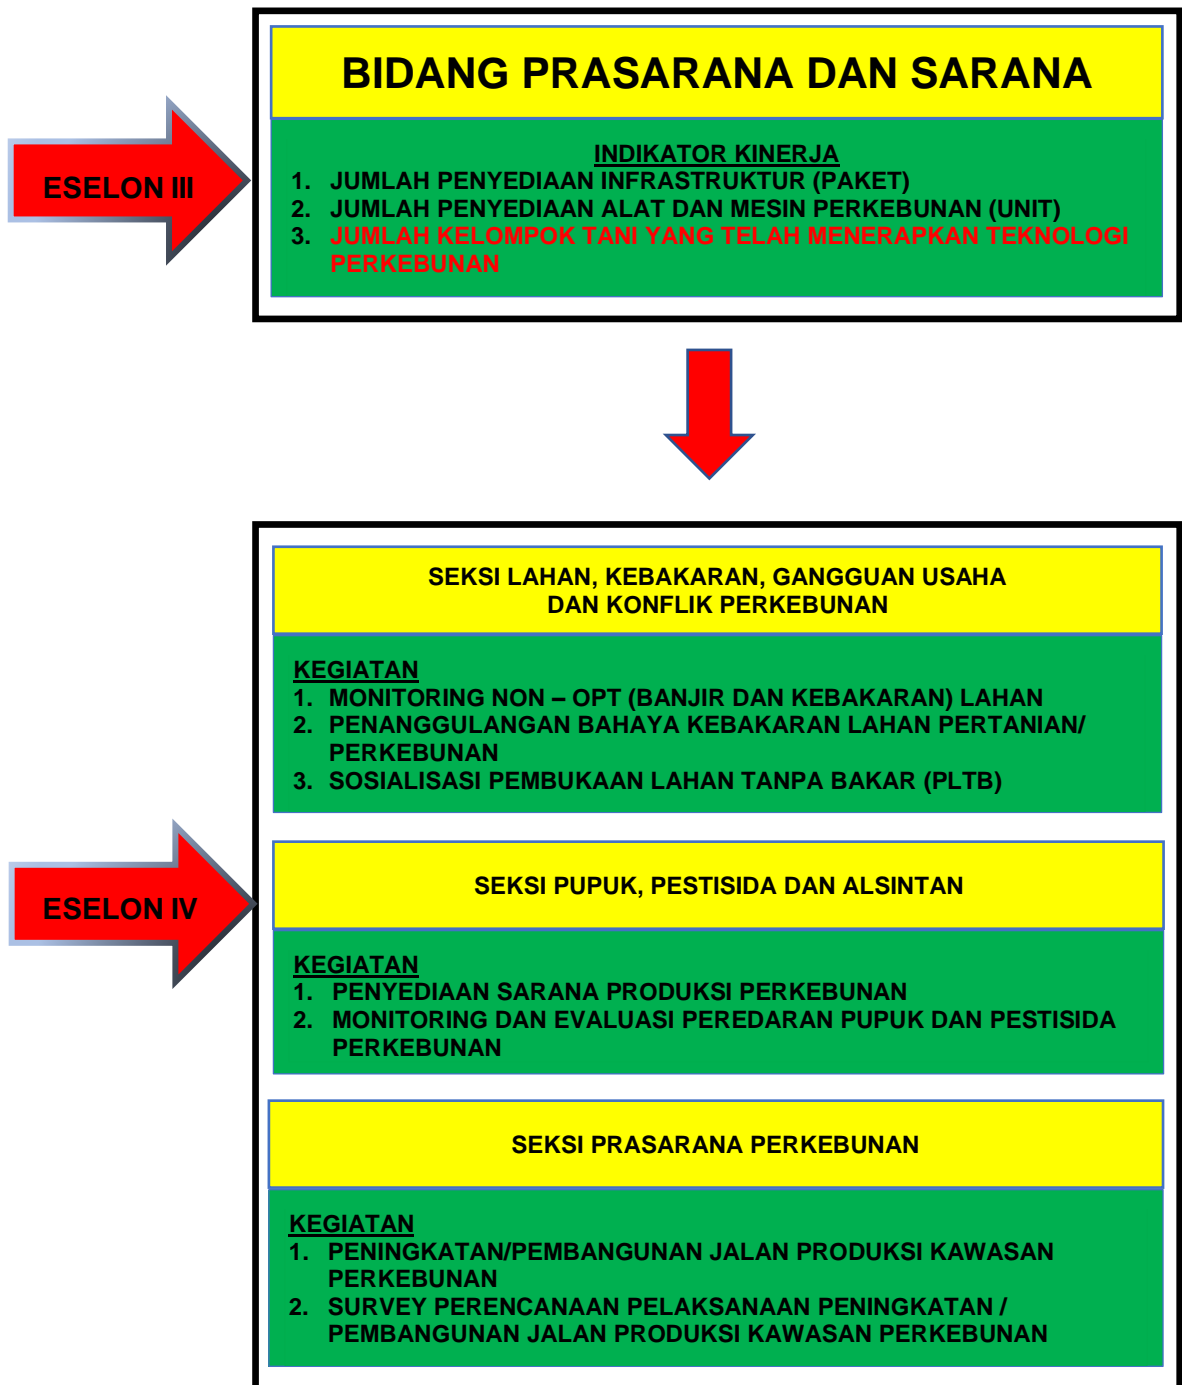 BIDANG PRASARANA DAN SARANA
ESELON III
INDIKATOR KINERJA
1. JUMLAH PENYEDIAAN INFRASTRUKTUR (PAKET)
2. JUMLAH PENYEDIAAN ALAT DAN MESIN PERKEBUNAN (UNIT)
3. JUMLAH KELOMPOK TANI YANG TELAH MENERAPKAN TEKNOLOGI
PERKEBUNAN
SEKSI LAHAN, KEBAKARAN, GANGGUAN USAHA
DAN KONFLIK PERKEBUNAN
KEGIATAN
1. MONITORING NON – OPT (BANJIR DAN KEBAKARAN) LAHAN
2. PENANGGULANGAN BAHAYA KEBAKARAN LAHAN PERTANIAN/
PERKEBUNAN
3. SOSIALISASI PEMBUKAAN LAHAN TANPA BAKAR (PLTB)
ESELON IV
SEKSI PUPUK, PESTISIDA DAN ALSINTAN
KEGIATAN
1. PENYEDIAAN SARANA PRODUKSI PERKEBUNAN
2. MONITORING DAN EVALUASI PEREDARAN PUPUK DAN PESTISIDA
PERKEBUNAN
SEKSI PRASARANA PERKEBUNAN
KEGIATAN
1. PENINGKATAN/PEMBANGUNAN JALAN PRODUKSI KAWASAN
PERKEBUNAN
2. SURVEY PERENCANAAN PELAKSANAAN PENINGKATAN /
PEMBANGUNAN JALAN PRODUKSI KAWASAN PERKEBUNAN